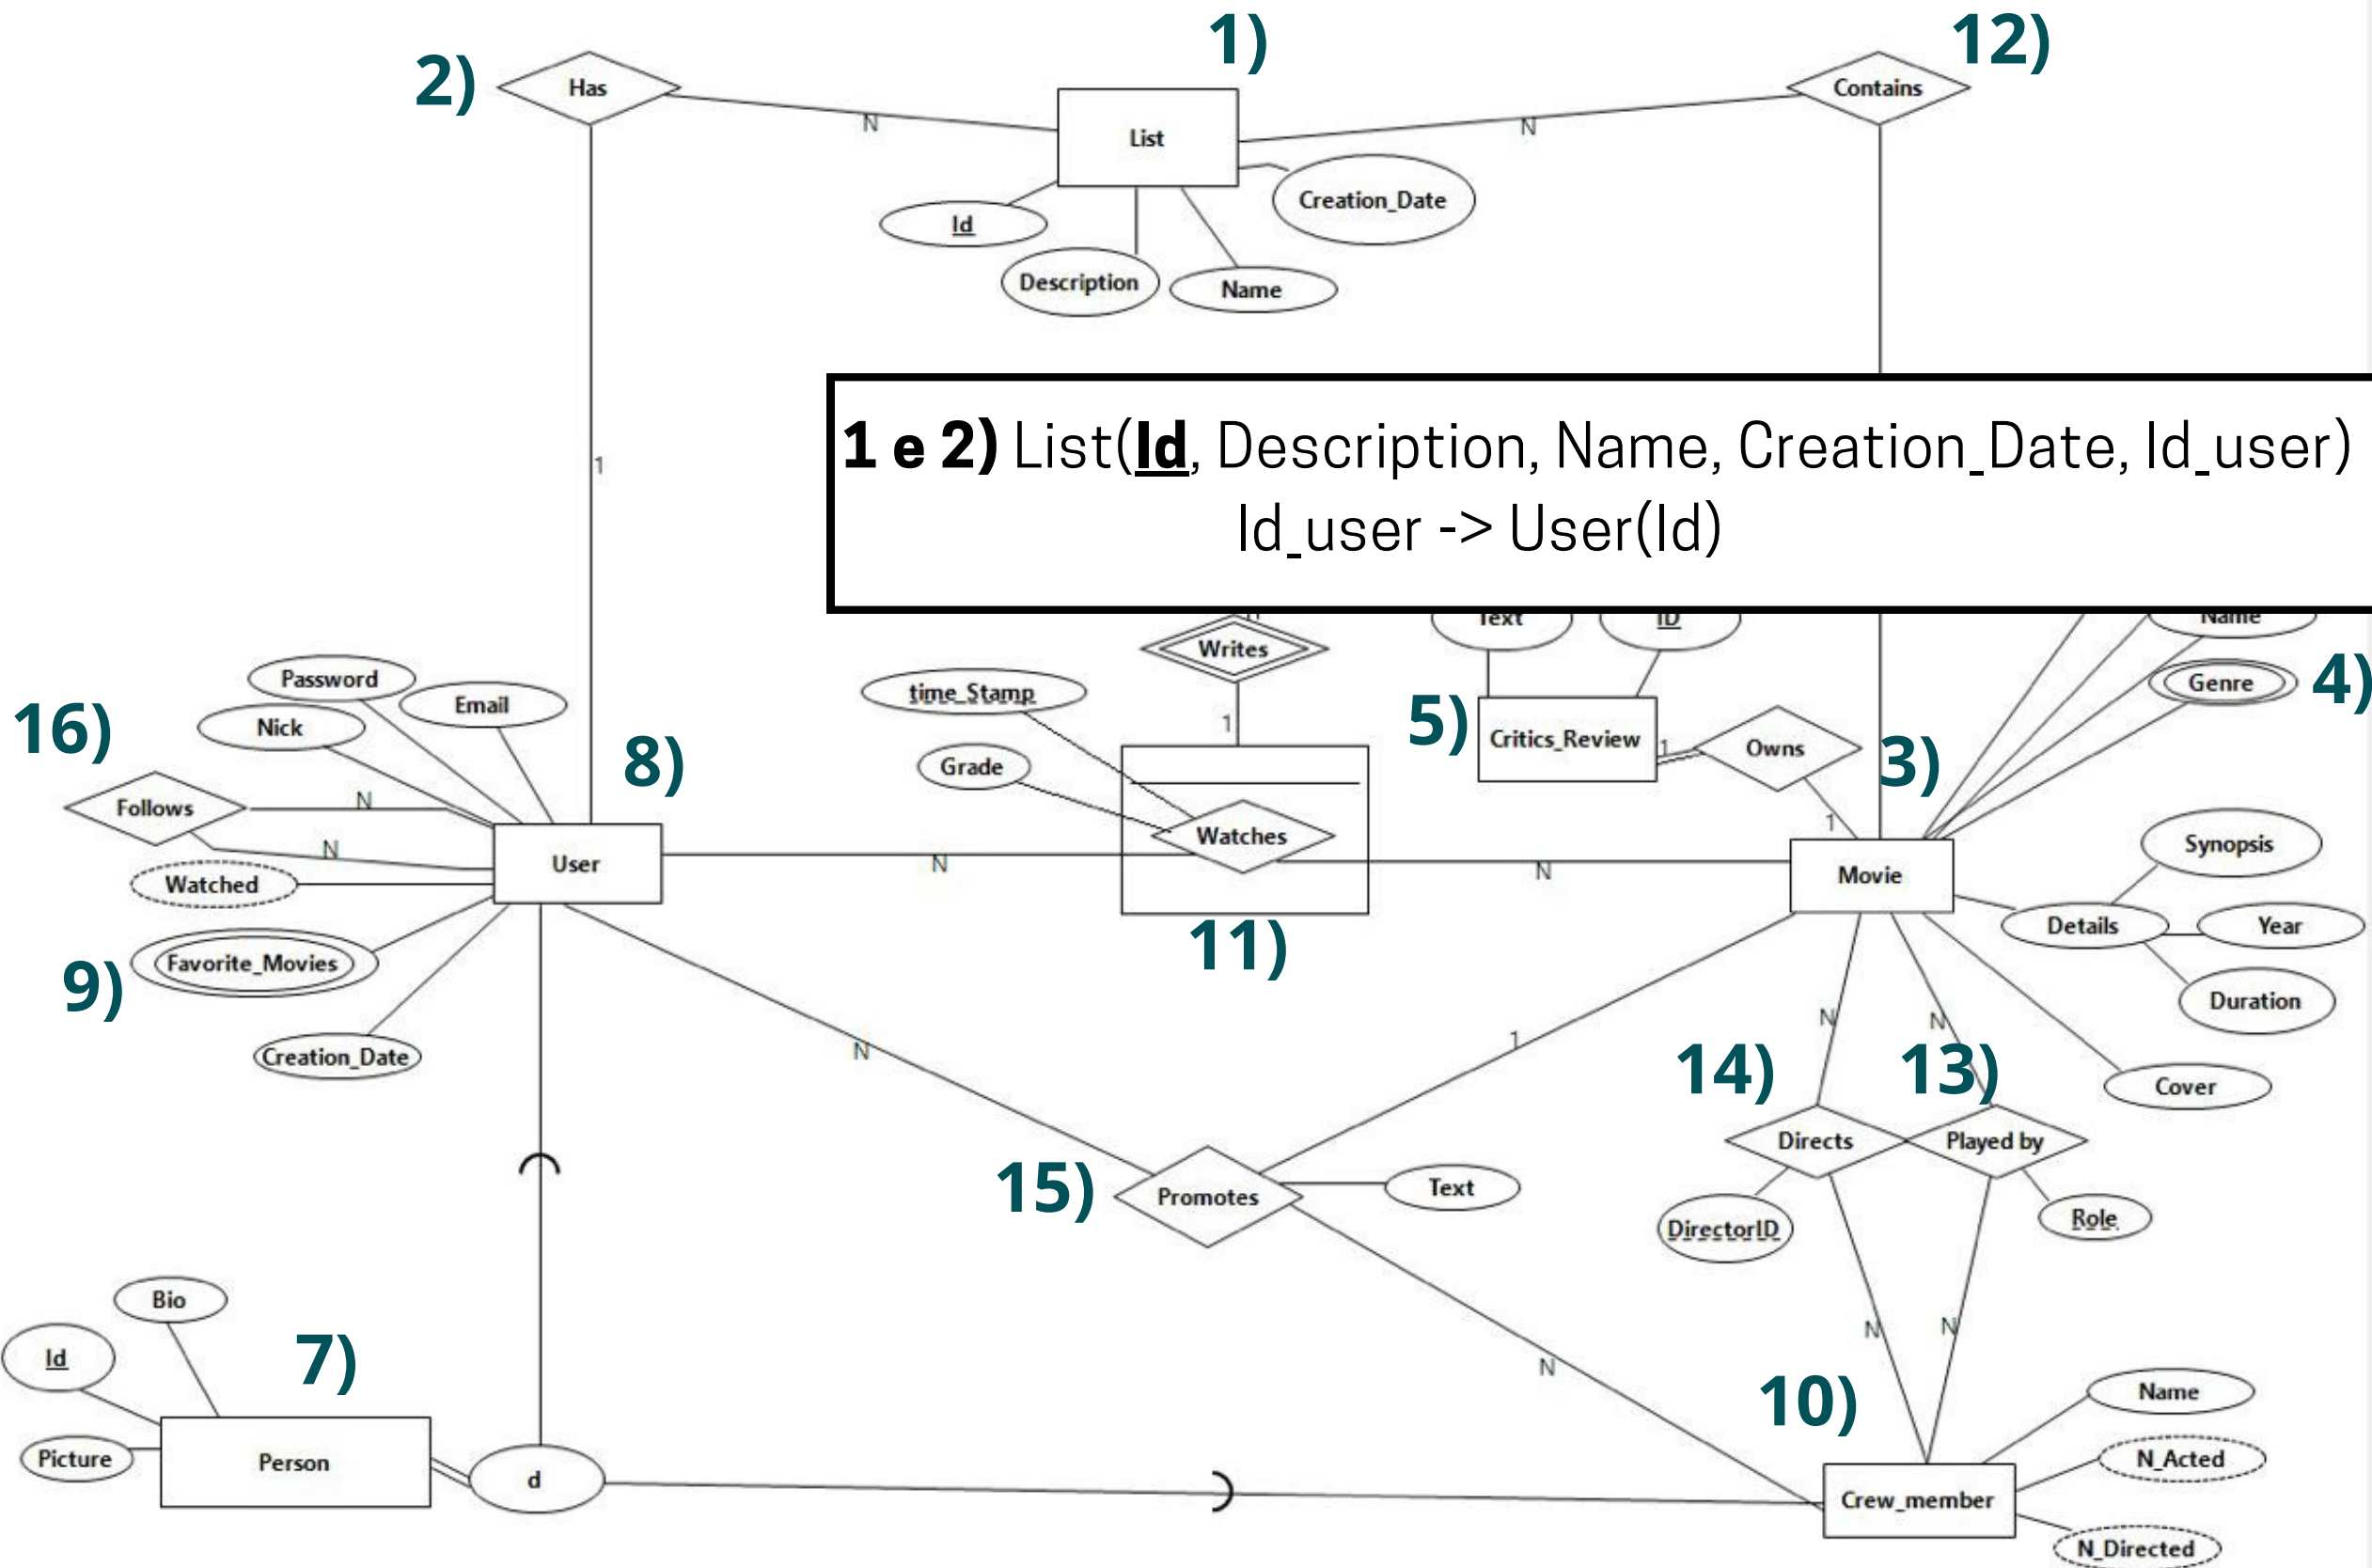 1)
12)
2)
Has
Contains
N
List
N
Creation_Date
Id
Description
Name
1
1 e 2) List(Id, Description, Name, Creation_Date, Id_user)
Id_user -> User(Id)
Text
ID
Name
Writes
Password
time_Stamp
Genre
4)
Email
16)
Nick
5)
1
Critics_Review
1
Owns
3)
8)
Grade
Follows
N
Watches
1
N
User
N
N
Movie
Synopsis
Watched
11)
Details
Year
9)
Favorite_Movies
Duration
Creation_Date
N
1
N
N
14)
13)
Cover
Directs
Played by
15)
Promotes
Text
DirectorID
Role
Bio
Id
7)
N
N
N
10)
Name
Picture
Person
d
N_Acted
Crew_member
N_Directed